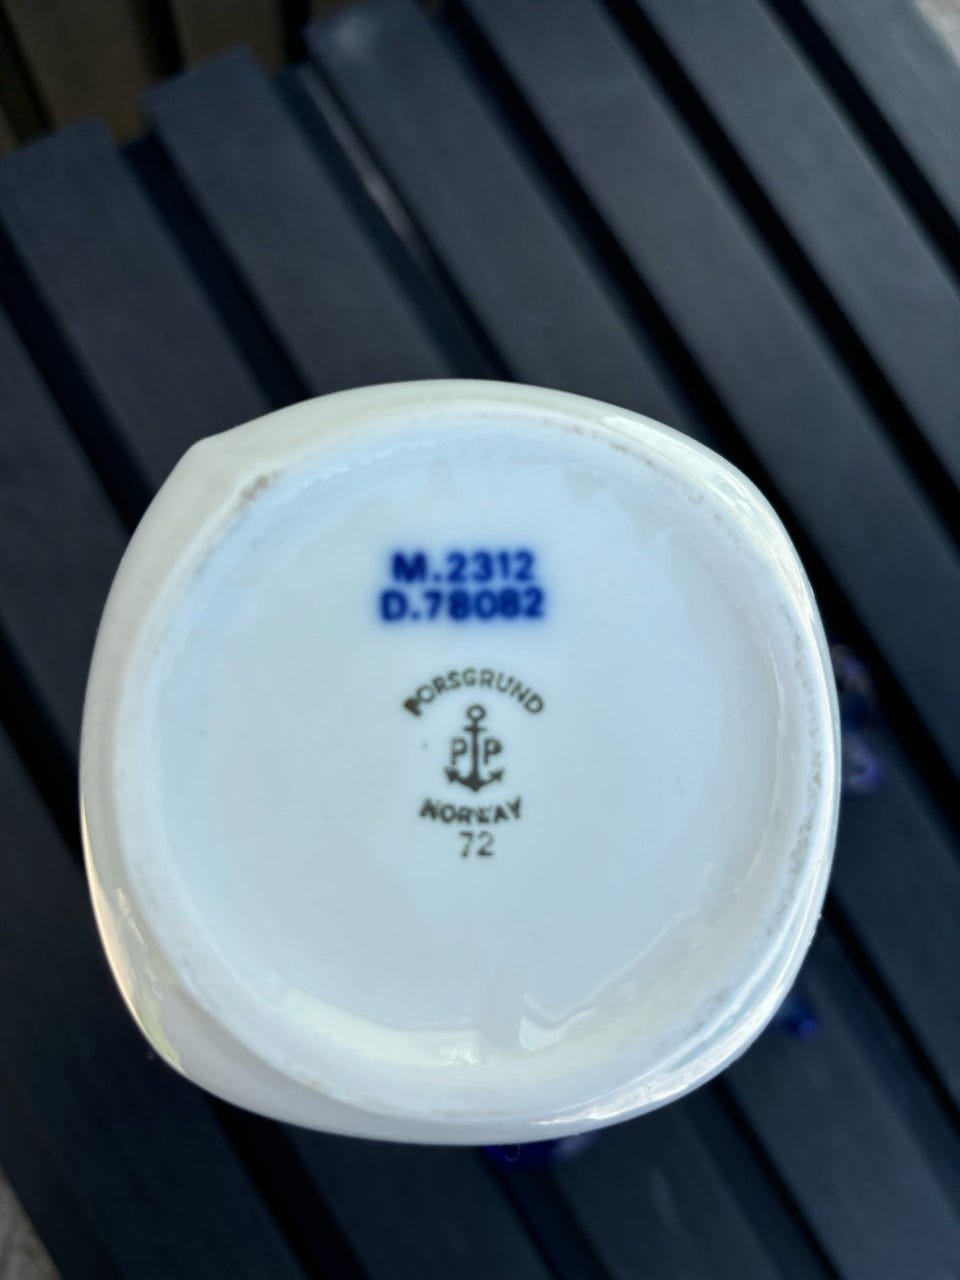 M.2312
D.78082
PORSGRUND
P P
NORWAY
72